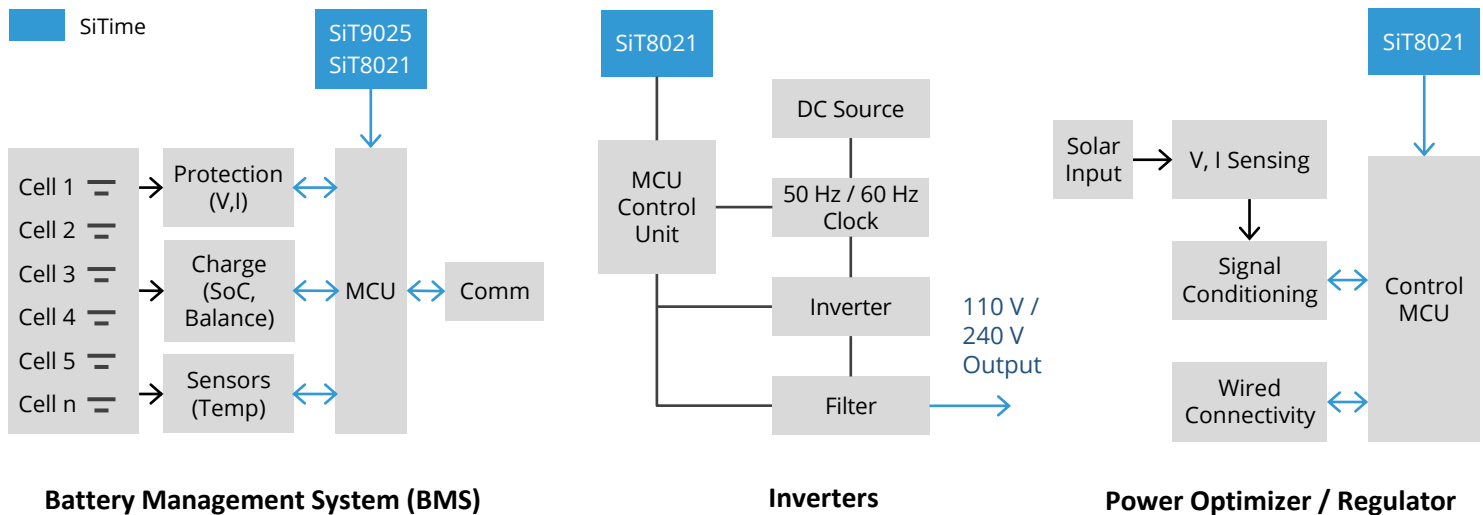 SiTime
SiT9025
SiT8021
Cell 1
Cell 2
Cell 3
Cell 4
Cell 5
Cell n
Protection
(V,I)
Charge
(SoC,
Balance)
Sensors
(Temp)
MCU
Comm
Battery Management System (BMS)
SiT8021
DC Source
MCU
Control
Unit
50 Hz / 60 Hz
Clock
Inverter
Filter
110 V /
240 V
Output
Inverters
SiT8021
Solar
Input
V, I Sensing
Signal
Conditioning
Control
MCU
Wired
Connectivity
Power Optimizer / Regulator